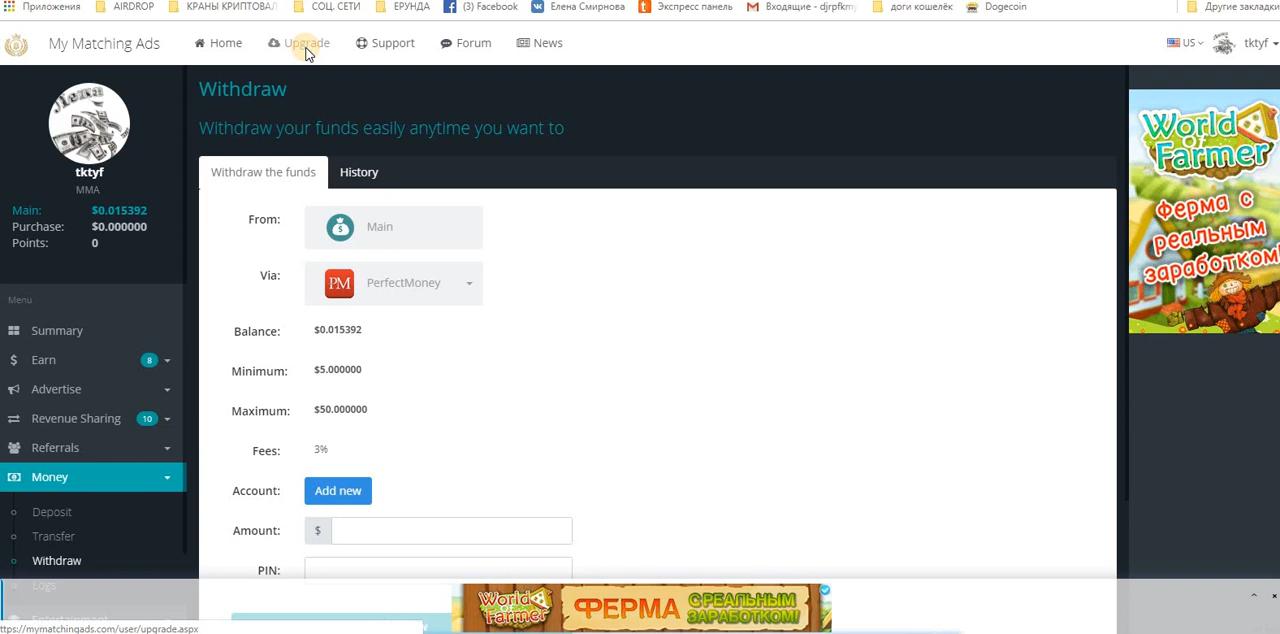 Приложения AIRDROP КРАНЫ КРИПТОВАЛ СОЦ. СЕТИ ЕРУНДА (3) Facebook Елена Смирнова Экспресс панель Входящие - djrpfkm доги кошелёк Dogecoin Другие закладки
My Matching Ads Home Upgrade Support Forum News US tktyf
tktyf
MMA
Main: $0.015392
Purchase: $0.000000
Points: 0
Menu
Summary
Earn 8
Advertise
Revenue Sharing 10
Referrals
Money
Deposit
Transfer
Withdraw
Logs
Withdraw
Withdraw your funds easily anytime you want to
Withdraw the funds History
From: Main
Via: PM PerfectMoney
Balance: $0.015392
Minimum: $5.000000
Maximum: $50.000000
Fees: 3%
Account: Add new
Amount: $
PIN:
World
of
Farmer
Ферма с
реальным
заработком!
World of Farmer ФЕРМА С РЕАЛЬНЫМ ЗАРАБОТКОМ!
https://mymatchingads.com/user/upgrade.aspx